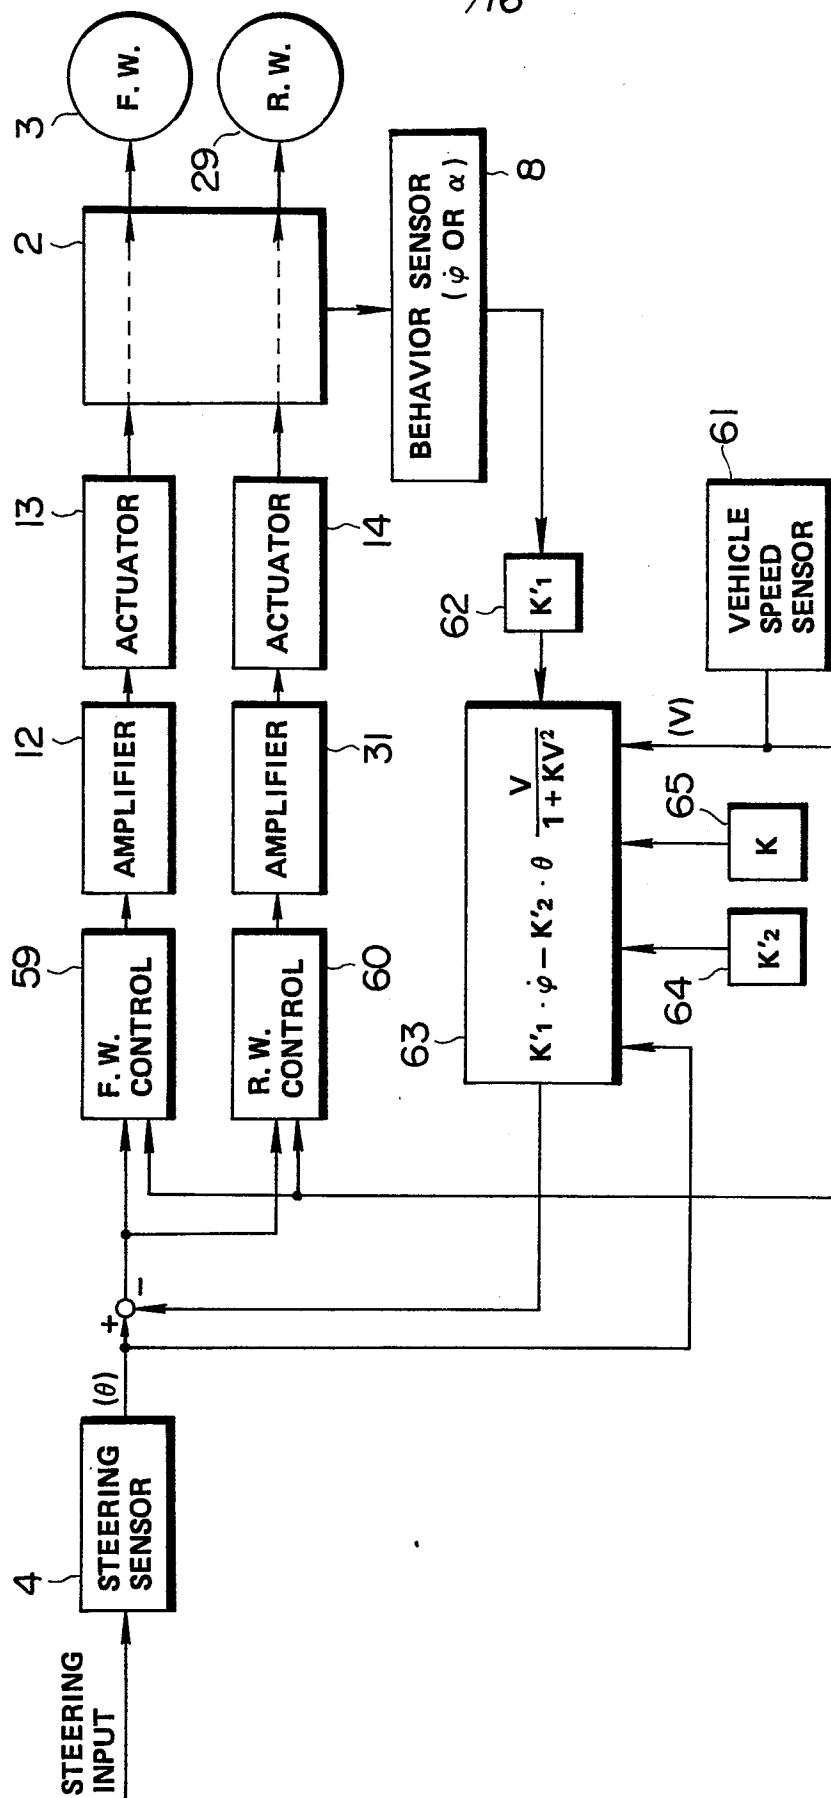 /16
STEERING
INPUT
4
STEERING
SENSOR
(θ)
+
−
59
F. W.
CONTROL
12
AMPLIFIER
13
ACTUATOR
2
3
F. W.
R. W.
CONTROL
60
AMPLIFIER
31
ACTUATOR
14
29
R. W.
BEHAVIOR SENSOR
(φ̇ OR α)
8
62
K'1
63
K'1 · φ̇ − K'2 · θ V / 1 + KV²
64
K'2
65
K
(V)
61
VEHICLE
SPEED
SENSOR